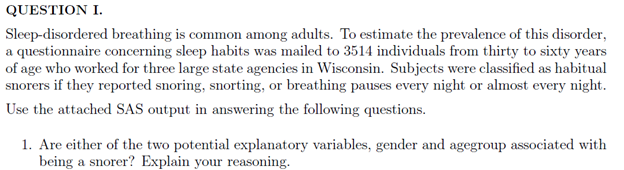 QUESTION I.
Sleep-disordered breathing is common among adults. To estimate the prevalence of this disorder,
a questionnaire concerning sleep habits was mailed to 3514 individuals from thirty to sixty years
of age who worked for three large state agencies in Wisconsin. Subjects were classified as habitual
snorers if they reported snoring, snorting, or breathing pauses every night or almost every night.
Use the attached SAS output in answering the following questions.
1. Are either of the two potential explanatory variables, gender and agegroup associated with
being a snorer? Explain your reasoning.